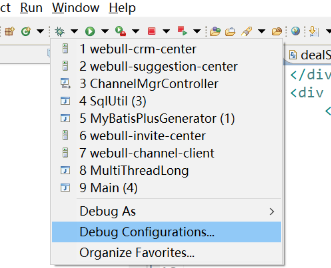 ct Run Window Help
1 webull-crm-center
2 webull-suggestion-center
3 ChannelMgrController
4 SqlUtil (3)
5 MyBatisPlusGenerator (1)
6 webull-invite-center
7 webull-channel-client
8 MultiThreadLong
9 Main (4)
Debug As
Debug Configurations...
Organize Favorites...
dealS
</div
<div
<